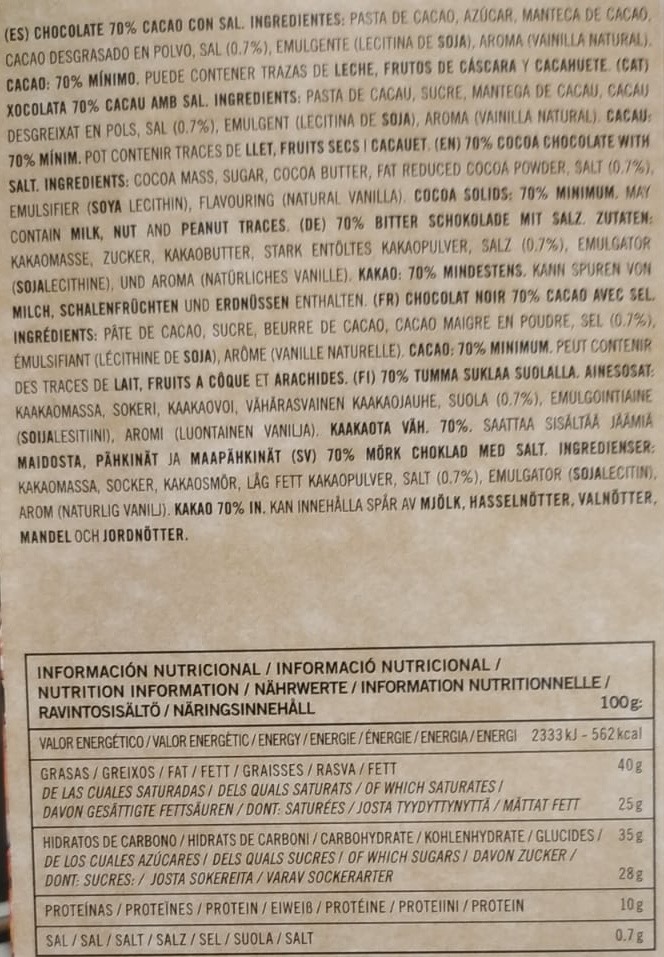 (ES) CHOCOLATE 70% CACAO CON SAL. INGREDIENTES: PASTA DE CACAO, AZÚCAR, MANTECA DE CACAO,
CACAO DESGRASADO EN POLVO, SAL (0.7%), EMULGENTE (LECITINA DE SOJA), AROMA (VAINILLA NATURAL).
CACAO: 70% MÍNIMO. PUEDE CONTENER TRAZAS DE LECHE, FRUTOS DE CÁSCARA Y CACAHUETE. (CAT)
XOCOLATA 70% CACAU AMB SAL. INGREDIENTS: PASTA DE CACAU, SUCRE, MANTEGA DE CACAU, CACAU
DESGREIXAT EN POLS, SAL (0.7%), EMULGENT (LECITINA DE SOJA), AROMA (VAINILLA NATURAL). CACAU:
70% MÍNIM. POT CONTENIR TRACES DE LLET, FRUITS SECS I CACAUET. (EN) 70% COCOA CHOCOLATE WITH
SALT. INGREDIENTS: COCOA MASS, SUGAR, COCOA BUTTER, FAT REDUCED COCOA POWDER, SALT (0.7%),
EMULSIFIER (SOYA LECITHIN), FLAVOURING (NATURAL VANILLA). COCOA SOLIDS: 70% MINIMUM. MAY
CONTAIN MILK, NUT AND PEANUT TRACES. (DE) 70% BITTER SCHOKOLADE MIT SALZ. ZUTATEN:
KAKAOMASSE, ZUCKER, KAKAOBUTTER, STARK ENTÖLTES KAKAOPULVER, SALZ (0.7%), EMULGATOR
(SOJALECITHINE), UND AROMA (NATÜRLICHES VANILLE). KAKAO: 70% MINDESTENS. KANN SPUREN VON
MILCH, SCHALENFRÜCHTEN UND ERDNÜSSEN ENTHALTEN. (FR) CHOCOLAT NOIR 70% CACAO AVEC SEL.
INGRÉDIENTS: PÂTE DE CACAO, SUCRE, BEURRE DE CACAO, CACAO MAIGRE EN POUDRE, SEL (0.7%),
ÉMULSIFIANT (LÉCITHINE DE SOJA), ARÔME (VANILLE NATURELLE). CACAO: 70% MINIMUM. PEUT CONTENIR
DES TRACES DE LAIT, FRUITS A CÔQUE ET ARACHIDES. (FI) 70% TUMMA SUKLAA SUOLALLA. AINESOSAT:
KAAKAOMASSA, SOKERI, KAAKAOVOI, VÄHÄRASVAINEN KAAKAOJAUHE, SUOLA (0.7%), EMULGOINTIAINE
(SOIJALESITIINI), AROMI (LUONTAINEN VANILJA). KAAKAOTA VÄH. 70%. SAATTAA SISÄLTÄÄ JÄÄMIÄ
MAIDOSTA, PÄHKINÄT JA MAAPÄHKINÄT (SV) 70% MÖRK CHOKLAD MED SALT. INGREDIENSER:
KAKAOMASSA, SOCKER, KAKAOSMÖR, LÅG FETT KAKAOPULVER, SALT (0.7%), EMULGATOR (SOJALECITIN),
AROM (NATURLIG VANILJ). KAKAO 70% IN. KAN INNEHÅLLA SPÅR AV MJÖLK, HASSELNÖTTER, VALNÖTTER,
MANDEL OCH JORDNÖTTER.
INFORMACIÓN NUTRICIONAL / INFORMACIÓ NUTRICIONAL /
NUTRITION INFORMATION / NÄHRWERTE / INFORMATION NUTRITIONNELLE /
RAVINTOSISÄLTÖ / NÄRINGSINNEHÅLL 100g:
VALOR ENERGÉTICO / VALOR ENERGÈTIC / ENERGY / ENERGIE / ÉNERGIE / ENERGIA / ENERGI 2333 kJ - 562 kcal
GRASAS / GREIXOS / FAT / FETT / GRAISSES / RASVA / FETT 40g
DE LAS CUALES SATURADAS / DELS QUALS SATURATS / OF WHICH SATURATES /
DAVON GESÄTTIGTE FETTSÄUREN / DONT: SATURÉES / JOSTA TYYDYTTYNYTTÄ / MÄTTAT FETT 25g
HIDRATOS DE CARBONO / HIDRATS DE CARBONI / CARBOHYDRATE / KOHLENHYDRATE / GLUCIDES / 35g
DE LOS CUALES AZÚCARES / DELS QUALS SUCRES / OF WHICH SUGARS / DAVON ZUCKER /
DONT: SUCRES: / JOSTA SOKEREITA / VARAV SOCKERARTER 28g
PROTEÍNAS / PROTEÏNES / PROTEIN / EIWEIß / PROTÉINE / PROTEIINI / PROTEIN 10g
SAL / SAL / SALT / SALZ / SEL / SUOLA / SALT 0.7g